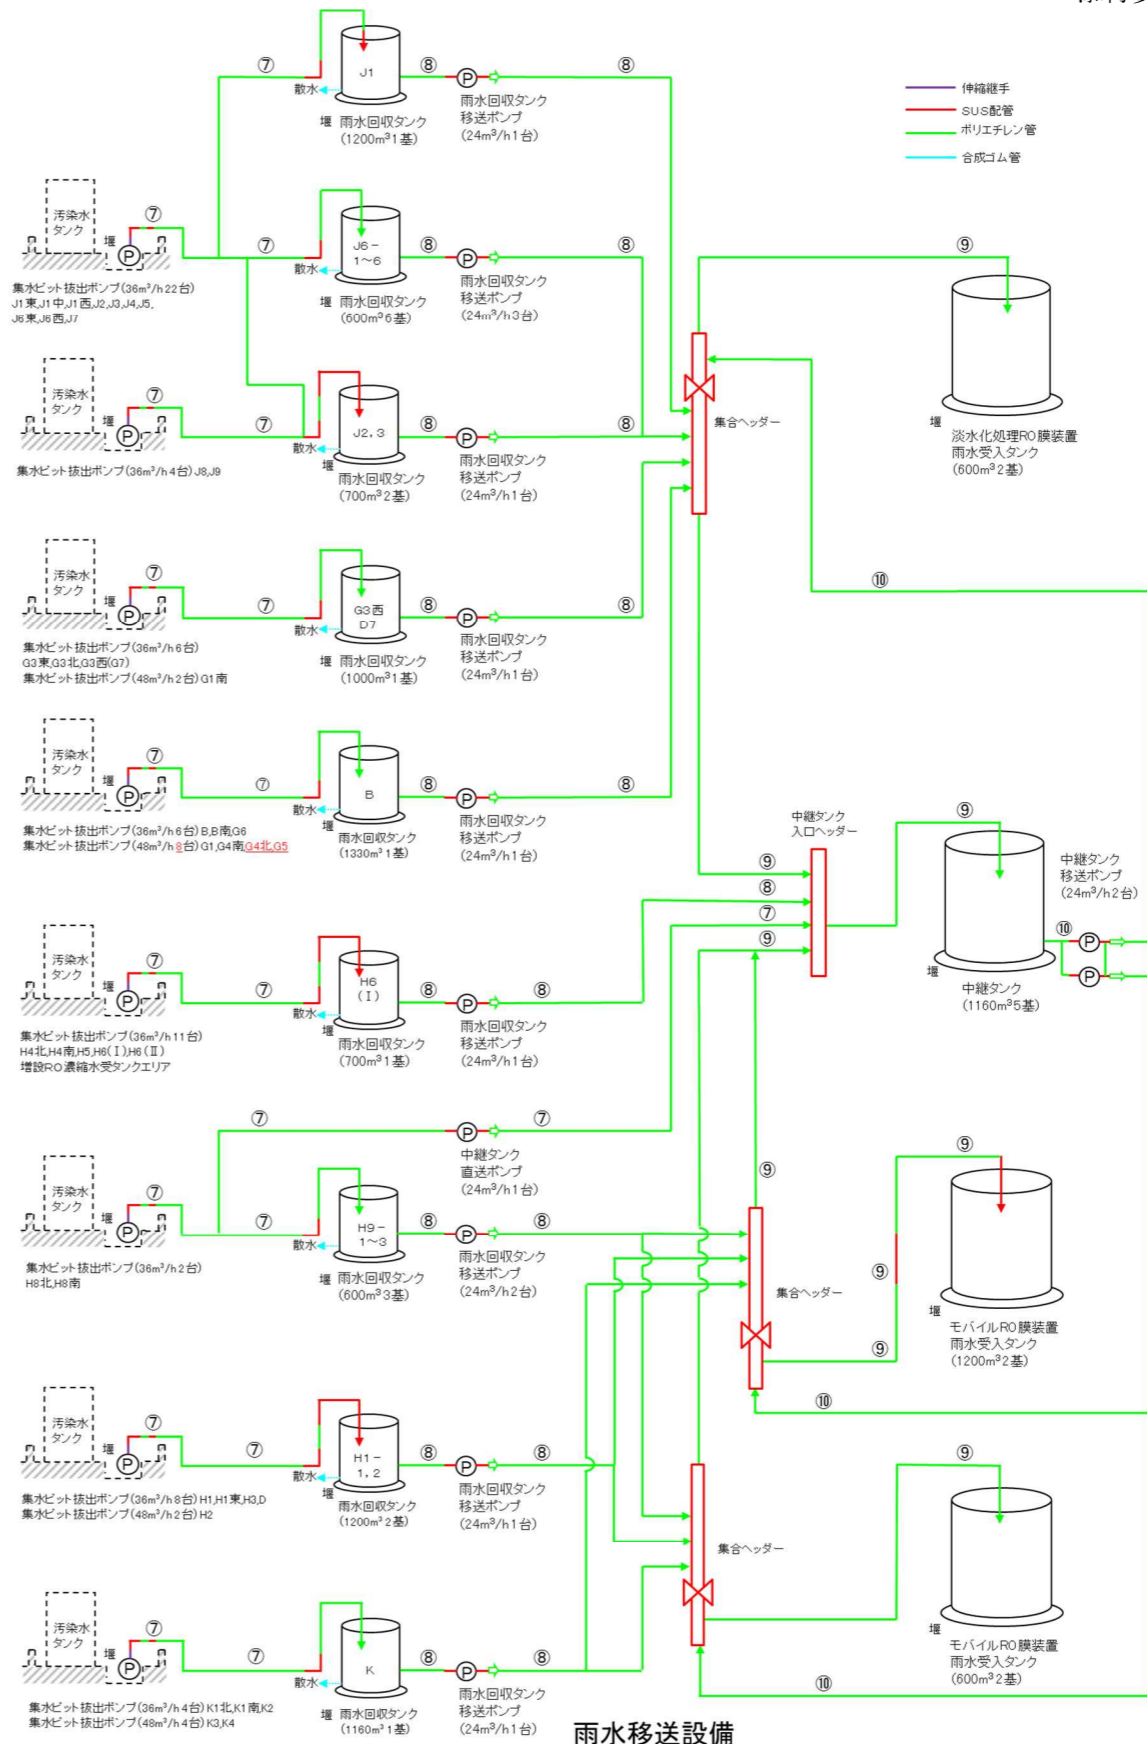 ⑦
J1
散水
堰 雨水回収タンク
(1200m³1基)
⑧
P
雨水回収タンク
移送ポンプ
(24m³/h1台)
⑧
伸縮継手
SUS配管
ポリエチレン管
合成ゴム管
汚染水
タンク
堰
P
⑦
集水ピット抜出ポンプ(36m³/h22台)
J1東,J1中,J1西,J2,J3,J4,J5,
J6東,J6西,J7
⑦
J6-
1~6
散水
堰 雨水回収タンク
(600m³6基)
⑧
P
雨水回収タンク
移送ポンプ
(24m³/h3台)
⑧
⑨
堰
淡水化処理RO膜装置
雨水受入タンク
(600m³2基)
集合ヘッダー
汚染水
タンク
堰
P
⑦
集水ピット抜出ポンプ(36m³/h4台)J8,J9
⑦
J2,3
散水
堰
雨水回収タンク
(700m³2基)
⑧
P
雨水回収タンク
移送ポンプ
(24m³/h1台)
⑧
汚染水
タンク
堰
P
⑦
集水ピット抜出ポンプ(36m³/h6台)
G3東,G3北,G3西(G7)
集水ピット抜出ポンプ(48m³/h2台)G1南
⑦
G3西
D7
散水
堰 雨水回収タンク
(1000m³1基)
⑧
P
雨水回収タンク
移送ポンプ
(24m³/h1台)
⑧
⑩
汚染水
タンク
堰
P
⑦
集水ピット抜出ポンプ(36m³/h6台)B,B南,G6
集水ピット抜出ポンプ(48m³/h8台)G1,G4南,G4北,G5
⑦
B
散水
堰
雨水回収タンク
(1330m³1基)
⑧
P
雨水回収タンク
移送ポンプ
(24m³/h1台)
⑧
中継タンク
入口ヘッダー
⑨
⑧
⑦
⑨
⑨
堰
中継タンク
(1160m³5基)
中継タンク
移送ポンプ
(24m³/h2台)
⑩
P
P
汚染水
タンク
堰
P
⑦
集水ピット抜出ポンプ(36m³/h11台)
H4北,H4南,H5,H6(Ⅰ),H6(Ⅱ)
増設RO濃縮水受タンクエリア
⑦
H6
(Ⅰ)
散水
堰
雨水回収タンク
(700m³1基)
⑧
P
雨水回収タンク
移送ポンプ
(24m³/h1台)
⑧
⑦
P
中継タンク
直送ポンプ
(24m³/h1台)
⑦
汚染水
タンク
堰
P
⑦
集水ピット抜出ポンプ(36m³/h2台)
H8北,H8南
⑦
H9-
1~3
散水
堰 雨水回収タンク
(600m³3基)
⑧
P
雨水回収タンク
移送ポンプ
(24m³/h2台)
⑧
⑨
集合ヘッダー
⑨
⑨
⑨
堰
モバイルRO膜装置
雨水受入タンク
(1200m³2基)
⑩
汚染水
タンク
堰
P
⑦
集水ピット抜出ポンプ(36m³/h8台)H1,H1東,H3,D
集水ピット抜出ポンプ(48m³/h2台)H2
⑦
H1-
1,2
散水
堰
雨水回収タンク
(1200m³2基)
⑧
P
雨水回収タンク
移送ポンプ
(24m³/h1台)
⑧
集合ヘッダー
⑨
堰
モバイルRO膜装置
雨水受入タンク
(600m³2基)
⑩
汚染水
タンク
堰
P
⑦
集水ピット抜出ポンプ(36m³/h4台)K1北,K1南,K2
集水ピット抜出ポンプ(48m³/h4台)K3,K4
⑦
K
散水
堰 雨水回収タンク
(1160m³1基)
⑧
P
雨水回収タンク
移送ポンプ
(24m³/h1台)
⑧
雨水移送設備